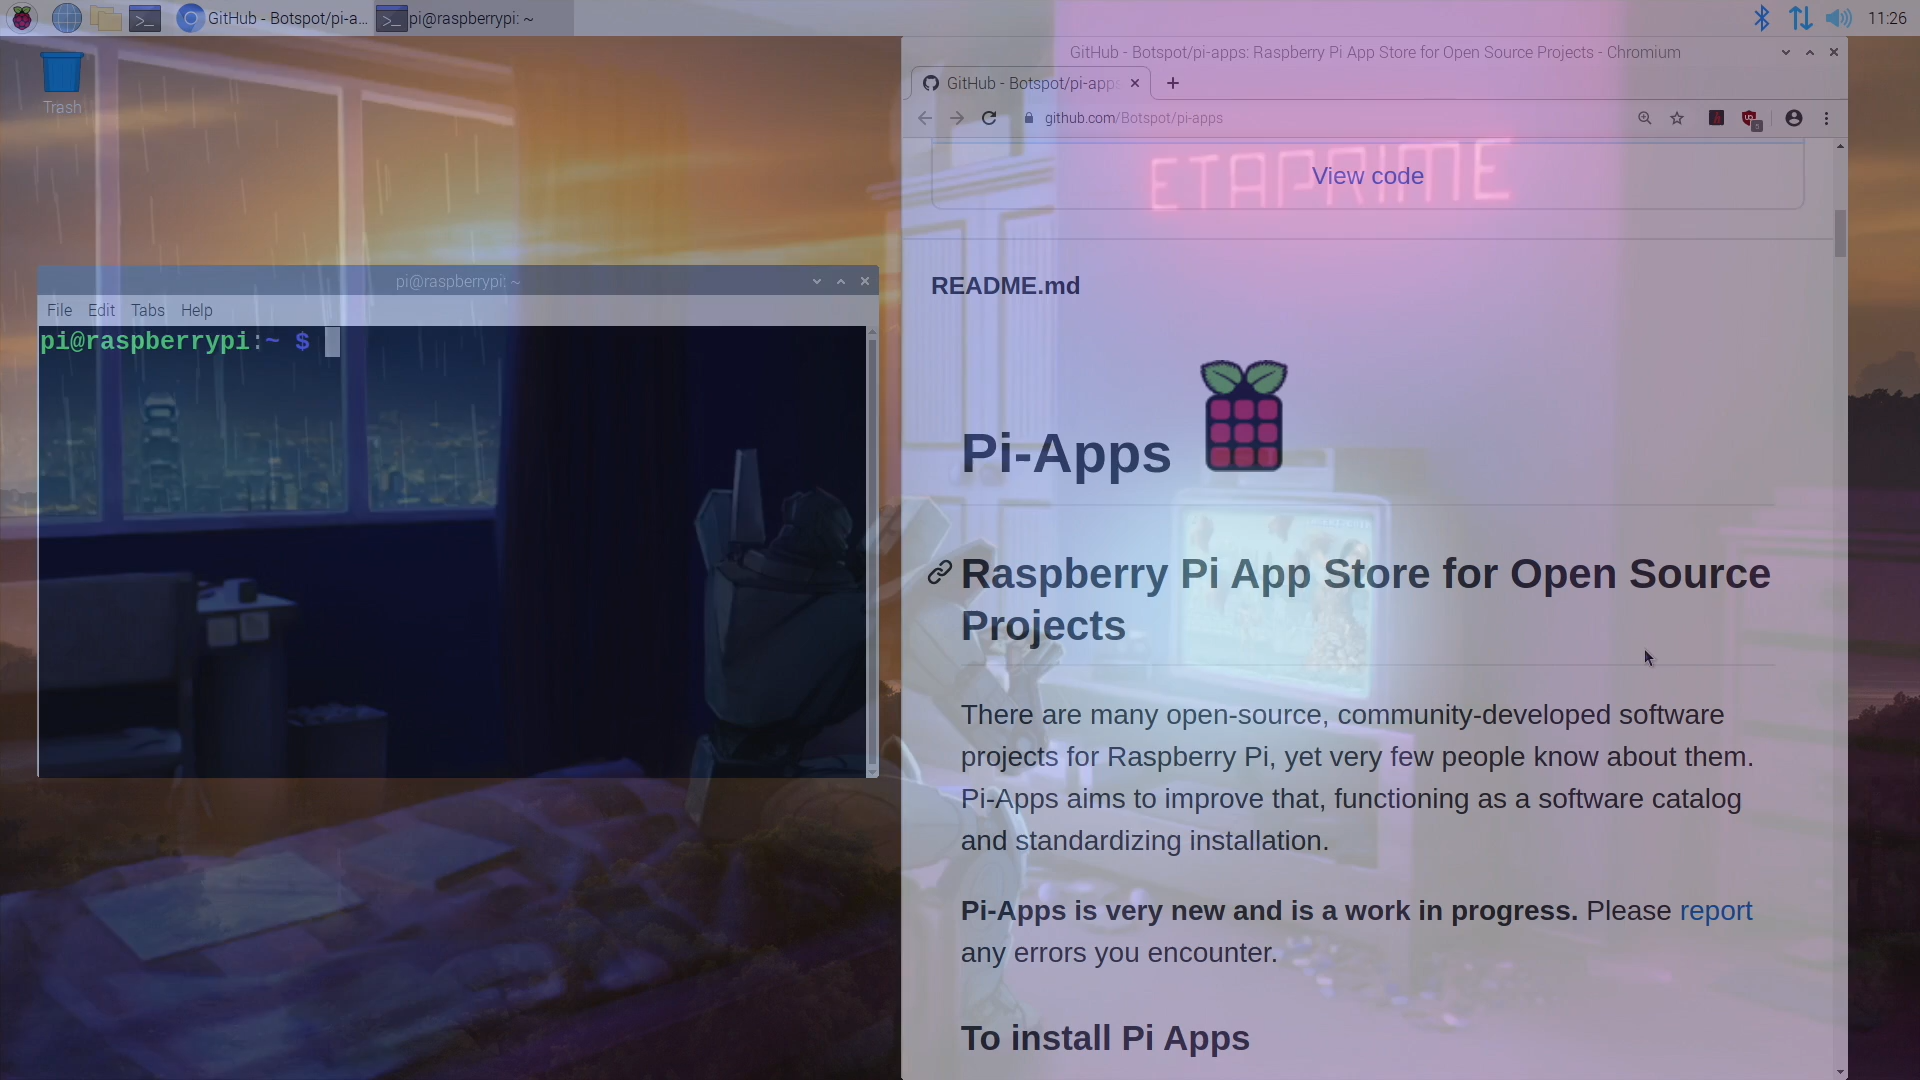 GitHub - Botspot/pi-a...
pi@raspberrypi: ~
11:26
Trash
GitHub - Botspot/pi-apps: Raspberry Pi App Store for Open Source Projects - Chromium
GitHub - Botspot/pi-apps
github.com/Botspot/pi-apps
View code
ETAPRIME
README.md
pi@raspberrypi: ~
File Edit Tabs Help
pi@raspberrypi:~ $
Pi-Apps
Raspberry Pi App Store for Open Source
Projects
There are many open-source, community-developed software
projects for Raspberry Pi, yet very few people know about them.
Pi-Apps aims to improve that, functioning as a software catalog
and standardizing installation.
Pi-Apps is very new and is a work in progress. Please report
any errors you encounter.
To install Pi Apps